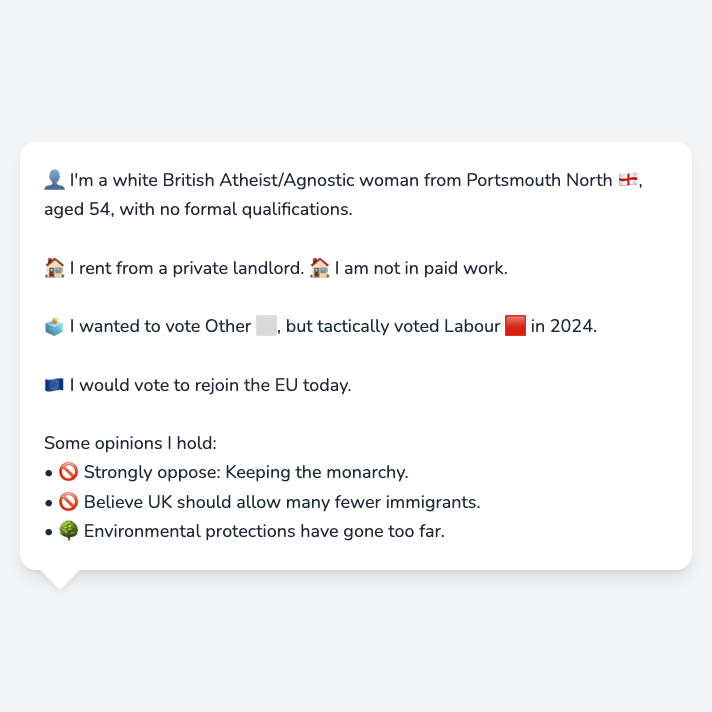 👤 I'm a white British Atheist/Agnostic woman from Portsmouth North 🏴󠁧󠁢󠁥󠁮󠁧󠁿,
aged 54, with no formal qualifications.
🏠 I rent from a private landlord. 🏠 I am not in paid work.
🗳️ I wanted to vote Other ⬜, but tactically voted Labour 🟥 in 2024.
🇪🇺 I would vote to rejoin the EU today.
Some opinions I hold:
• 🚫 Strongly oppose: Keeping the monarchy.
• 🚫 Believe UK should allow many fewer immigrants.
• 🌳 Environmental protections have gone too far.